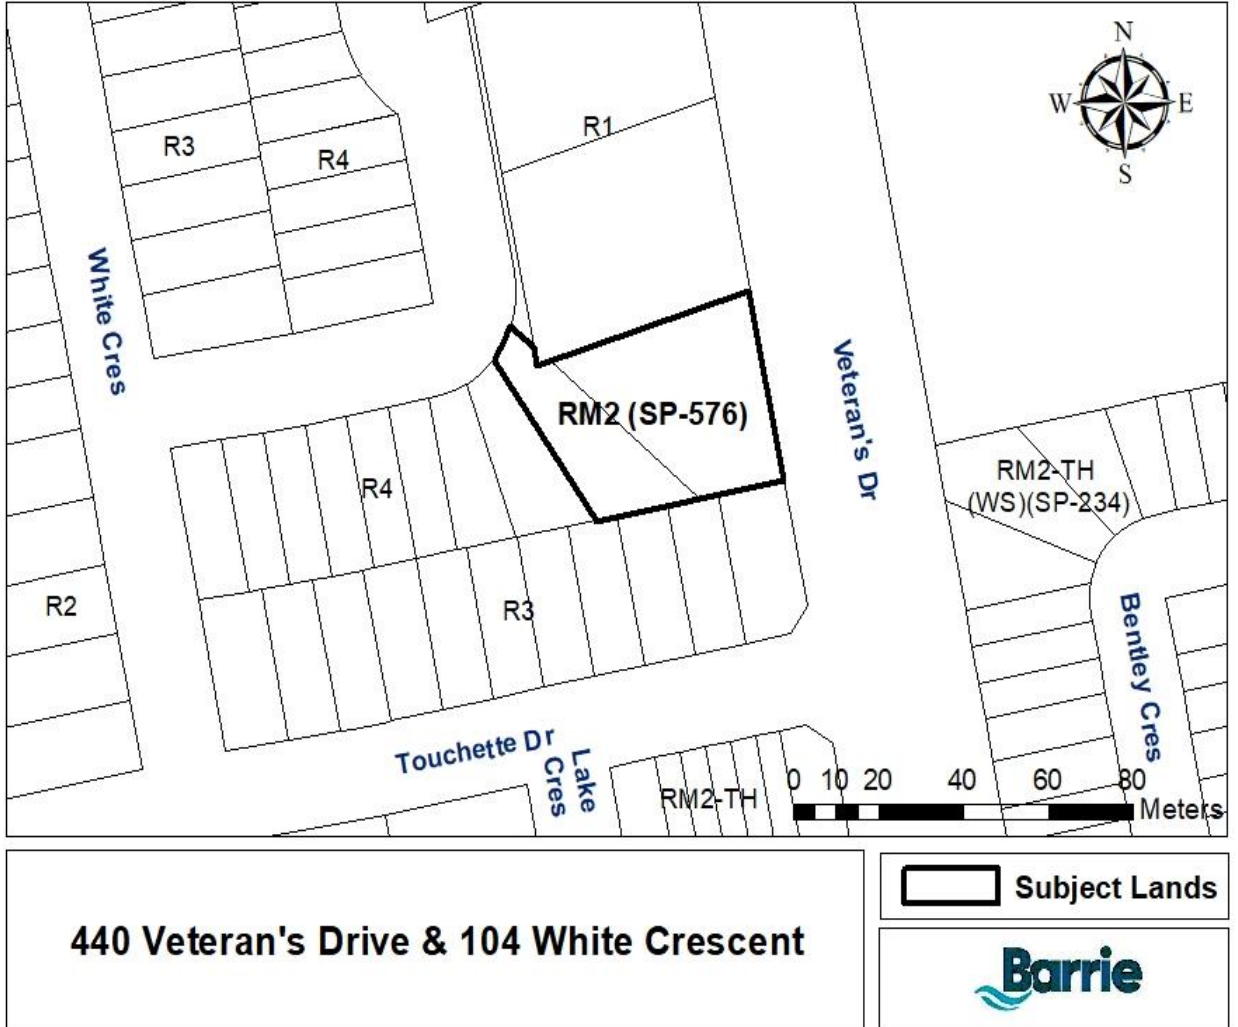 N
W
E
S
R1
R3
R4
White Cres
Veteran's Dr
RM2 (SP-576)
R4
RM2-TH
(WS)(SP-234)
R2
R3
Bentley Cres
Touchette Dr
Lake
Cres
RM2-TH
0 10 20 40 60 80
Meters
440 Veteran's Drive & 104 White Crescent
Subject Lands
Barrie